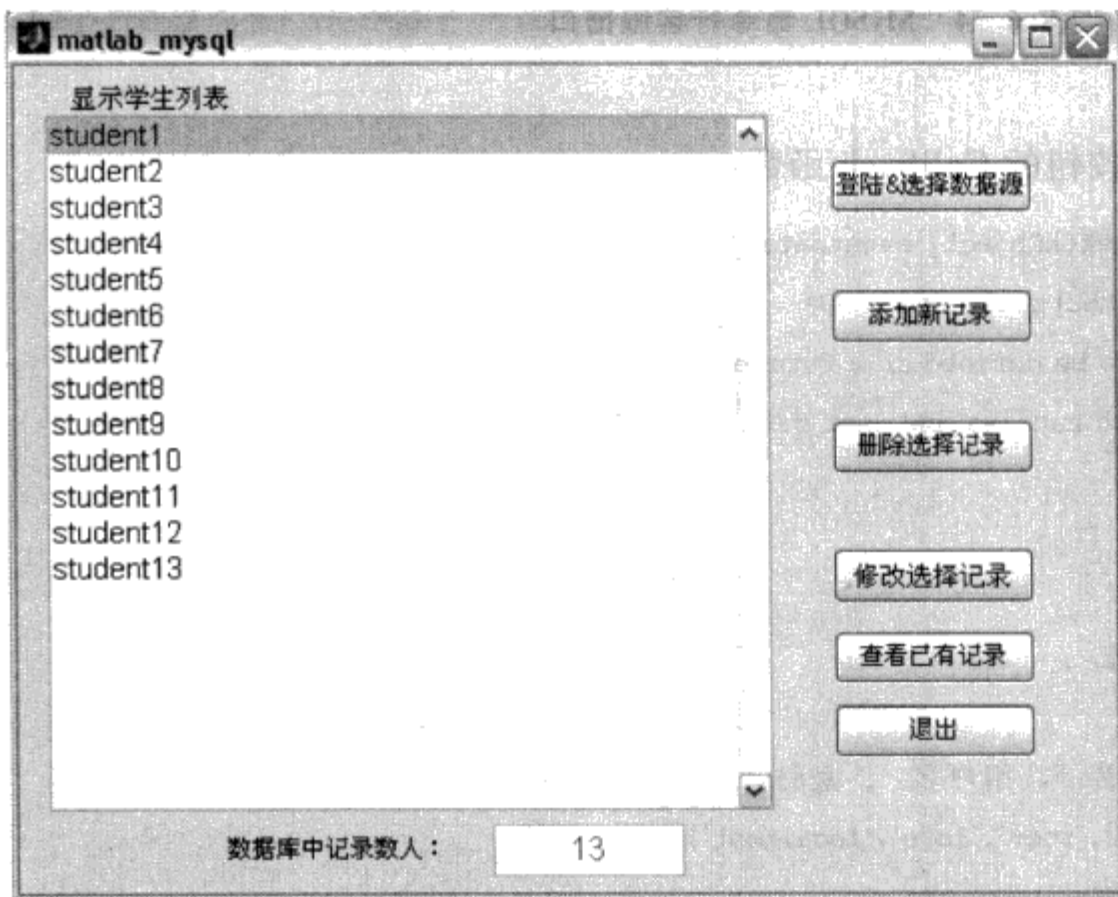 matlab_mysql
显示学生列表
student1
student2
student3
student4
student5
student6
student7
student8
student9
student10
student11
student12
student13
登陆&选择数据源
添加新记录
删除选择记录
修改选择记录
查看已有记录
退出
数据库中记录数人：
13